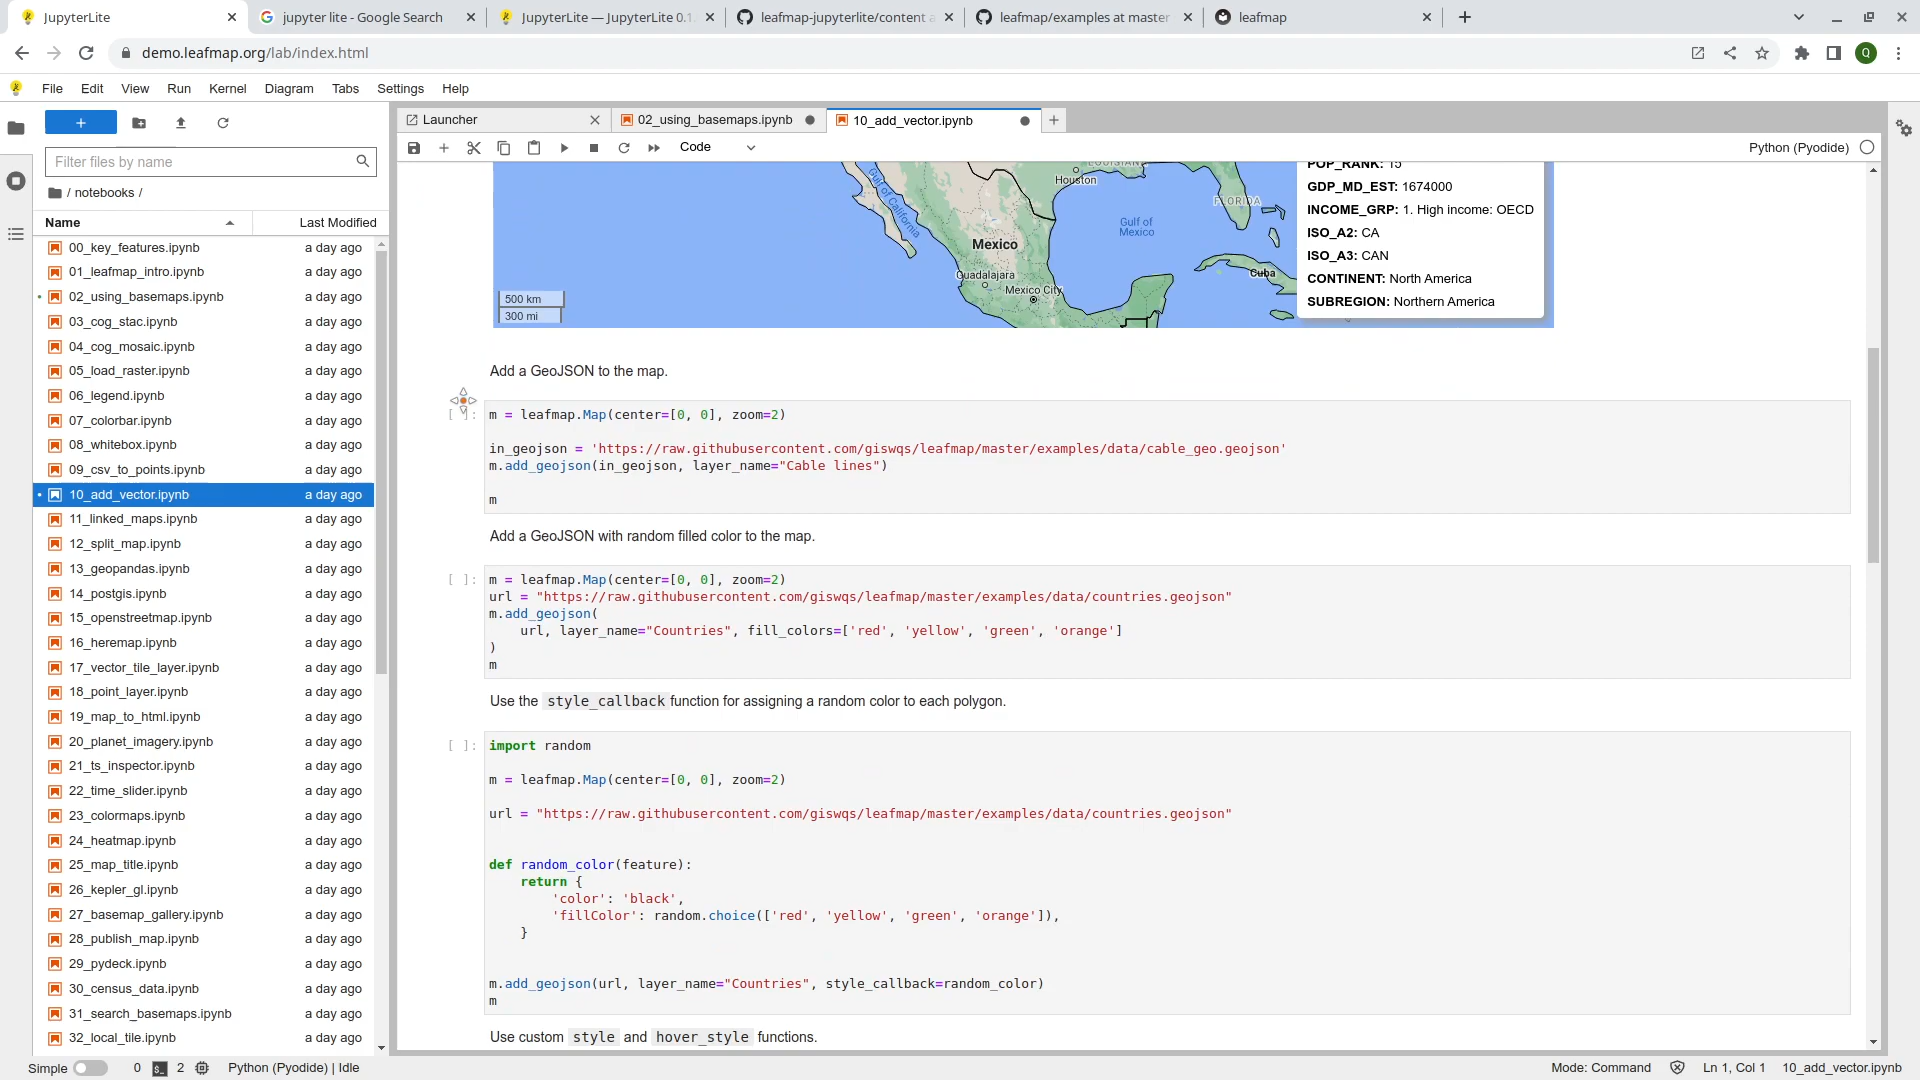 JupyterLite
jupyter lite - Google Search
JupyterLite — JupyterLite 0.1.
leafmap-jupyterlite/content a
leafmap/examples at master
leafmap
demo.leafmap.org/lab/index.html
Q
File Edit View Run Kernel Diagram Tabs Settings Help
+
Filter files by name
/ notebooks /
Name Last Modified
00_key_features.ipynb a day ago
01_leafmap_intro.ipynb a day ago
02_using_basemaps.ipynb a day ago
03_cog_stac.ipynb a day ago
04_cog_mosaic.ipynb a day ago
05_load_raster.ipynb a day ago
06_legend.ipynb a day ago
07_colorbar.ipynb a day ago
08_whitebox.ipynb a day ago
09_csv_to_points.ipynb a day ago
10_add_vector.ipynb a day ago
11_linked_maps.ipynb a day ago
12_split_map.ipynb a day ago
13_geopandas.ipynb a day ago
14_postgis.ipynb a day ago
15_openstreetmap.ipynb a day ago
16_heremap.ipynb a day ago
17_vector_tile_layer.ipynb a day ago
18_point_layer.ipynb a day ago
19_map_to_html.ipynb a day ago
20_planet_imagery.ipynb a day ago
21_ts_inspector.ipynb a day ago
22_time_slider.ipynb a day ago
23_colormaps.ipynb a day ago
24_heatmap.ipynb a day ago
25_map_title.ipynb a day ago
26_kepler_gl.ipynb a day ago
27_basemap_gallery.ipynb a day ago
28_publish_map.ipynb a day ago
29_pydeck.ipynb a day ago
30_census_data.ipynb a day ago
31_search_basemaps.ipynb a day ago
32_local_tile.ipynb a day ago
Launcher
02_using_basemaps.ipynb
10_add_vector.ipynb
Code
Python (Pyodide)
LOUISIANA
Houston
FLORIDA
Gulf of California
Gulf of
Mexico
Mexico
Guadalajara
Mexico City
Cuba
500 km
300 mi
POP_RANK: 15
GDP_MD_EST: 1674000
INCOME_GRP: 1. High income: OECD
ISO_A2: CA
ISO_A3: CAN
CONTINENT: North America
SUBREGION: Northern America
Add a GeoJSON to the map.
[ ]: m = leafmap.Map(center=[0, 0], zoom=2)
in_geojson = 'https://raw.githubusercontent.com/giswqs/leafmap/master/examples/data/cable_geo.geojson'
m.add_geojson(in_geojson, layer_name="Cable lines")
m
Add a GeoJSON with random filled color to the map.
[ ]: m = leafmap.Map(center=[0, 0], zoom=2)
url = "https://raw.githubusercontent.com/giswqs/leafmap/master/examples/data/countries.geojson"
m.add_geojson(
url, layer_name="Countries", fill_colors=['red', 'yellow', 'green', 'orange']
)
m
Use the style_callback function for assigning a random color to each polygon.
[ ]: import random
m = leafmap.Map(center=[0, 0], zoom=2)
url = "https://raw.githubusercontent.com/giswqs/leafmap/master/examples/data/countries.geojson"
def random_color(feature):
return {
'color': 'black',
'fillColor': random.choice(['red', 'yellow', 'green', 'orange']),
}
m.add_geojson(url, layer_name="Countries", style_callback=random_color)
m
Use custom style and hover_style functions.
Simple 0 2 Python (Pyodide) | Idle
Mode: Command Ln 1, Col 1 10_add_vector.ipynb